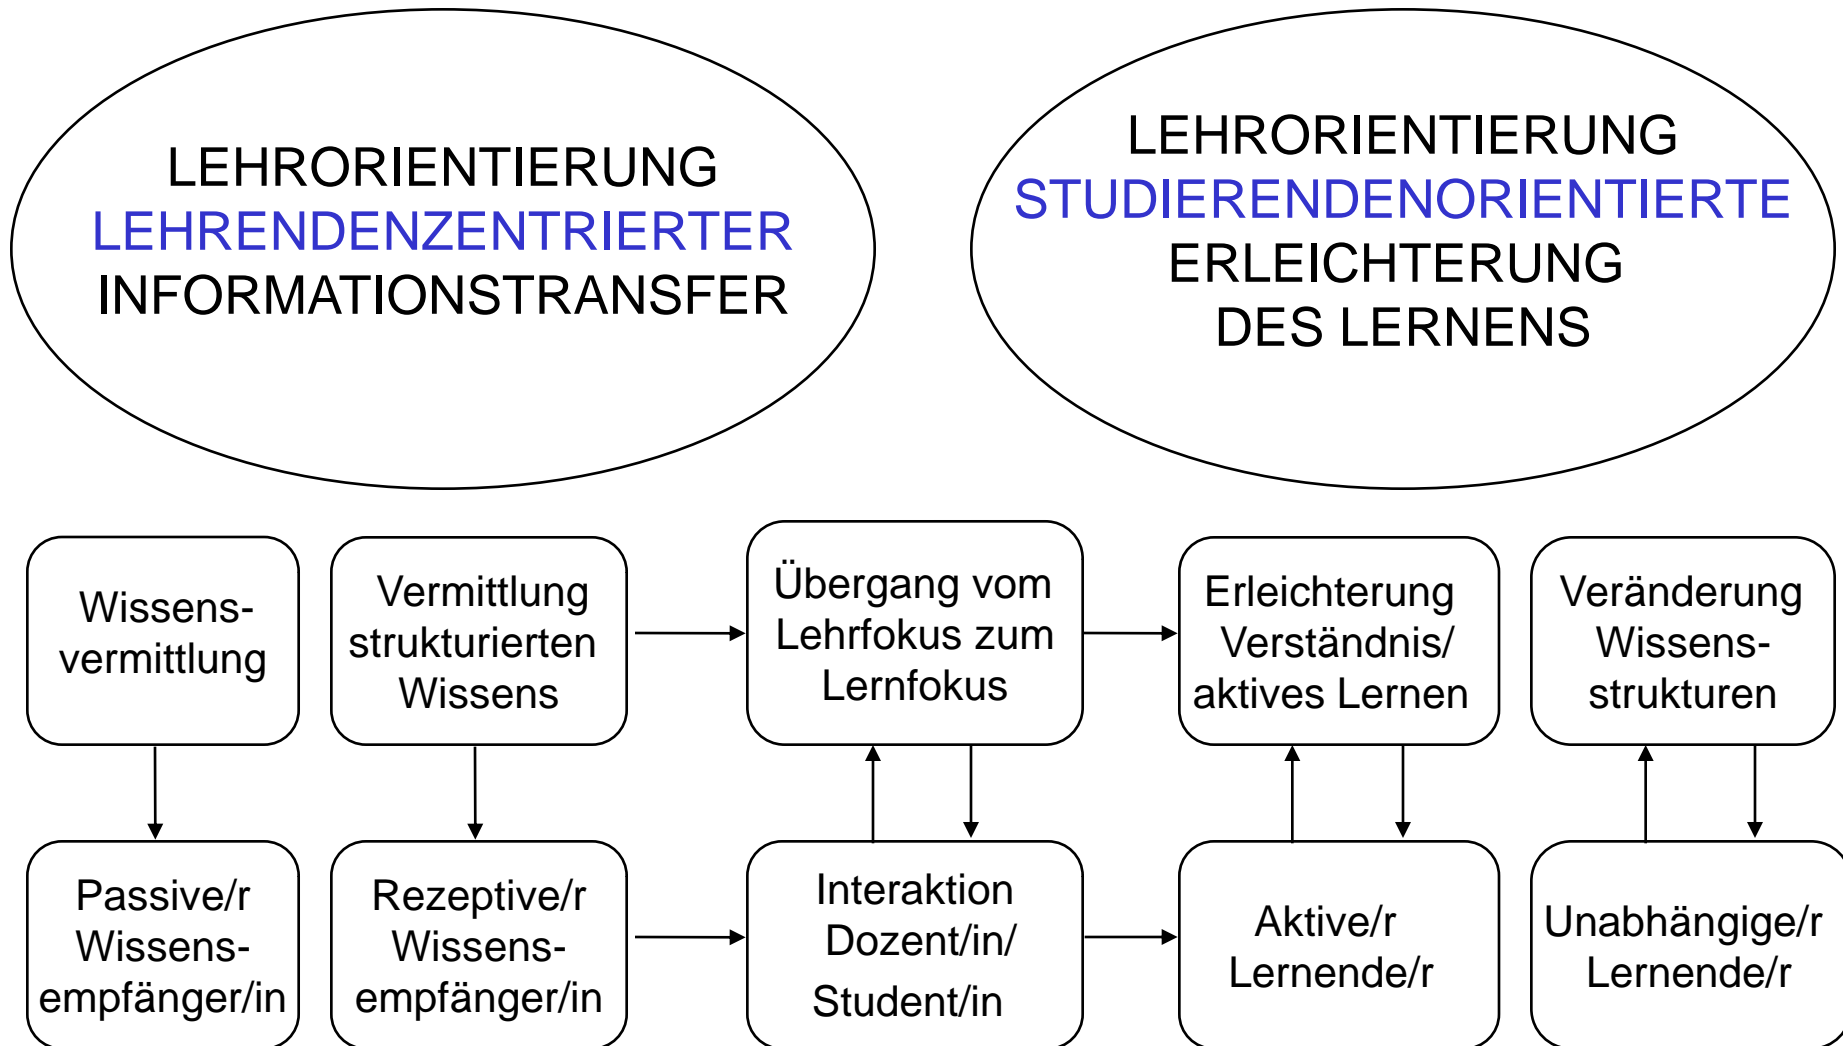 LEHRORIENTIERUNG
LEHRENDENZENTRIERTER
INFORMATIONSTRANSFER
LEHRORIENTIERUNG
STUDIERENDENORIENTIERTE
ERLEICHTERUNG
DES LERNENS
Wissens-
vermittlung
Vermittlung
strukturierten
Wissens
Übergang vom
Lehrfokus zum
Lernfokus
Erleichterung
Verständnis/
aktives Lernen
Veränderung
Wissens-
strukturen
Passive/r
Wissens-
empfänger/in
Rezeptive/r
Wissens-
empfänger/in
Interaktion
Dozent/in/
Student/in
Aktive/r
Lernende/r
Unabhängige/r
Lernende/r